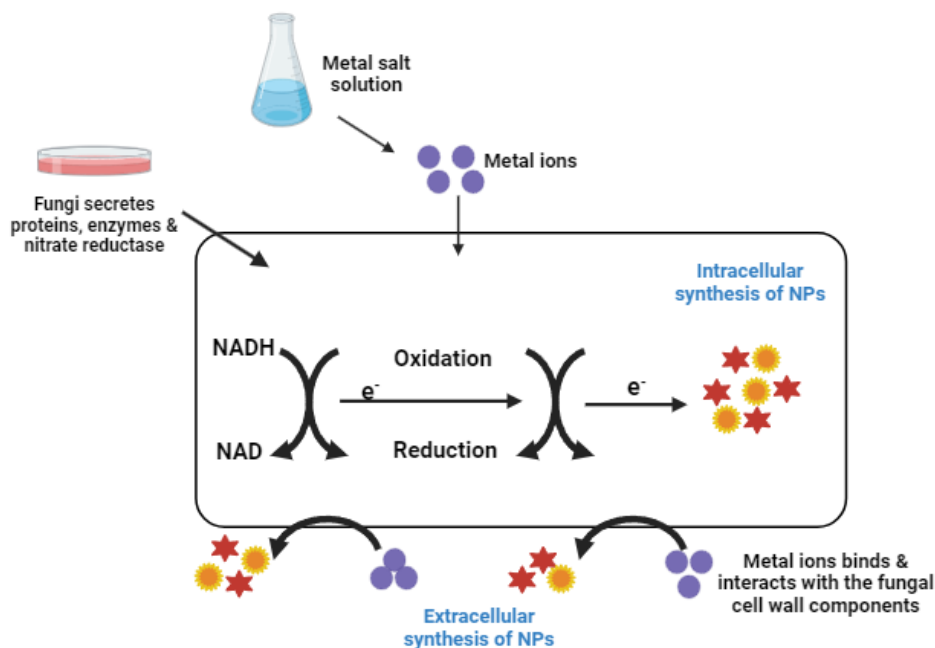 Metal salt
solution
Metal ions
Fungi secretes
proteins, enzymes &
nitrate reductase
Intracellular
synthesis of NPs
NADH
Oxidation
e-
e-
NAD
Reduction
Metal ions binds &
interacts with the fungal
cell wall components
Extracellular
synthesis of NPs